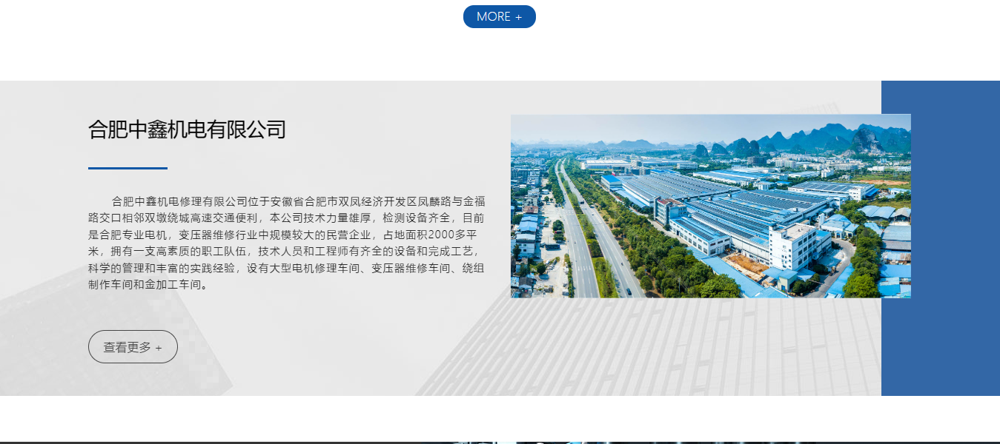 MORE +
合肥中鑫机电有限公司
合肥中鑫机电修理有限公司位于安徽省合肥市双凤经济开发区凤麟路与金福
路交口相邻双墩绕城高速交通便利，本公司技术力量雄厚，检测设备齐全，目前
是合肥专业电机，变压器维修行业中规模较大的民营企业，占地面积2000多平
米，拥有一支高素质的职工队伍，技术人员和工程师有齐全的设备和完成工艺，
科学的管理和丰富的实践经验，设有大型电机修理车间、变压器维修车间、绕组
制作车间和金加工车间。
查看更多 +